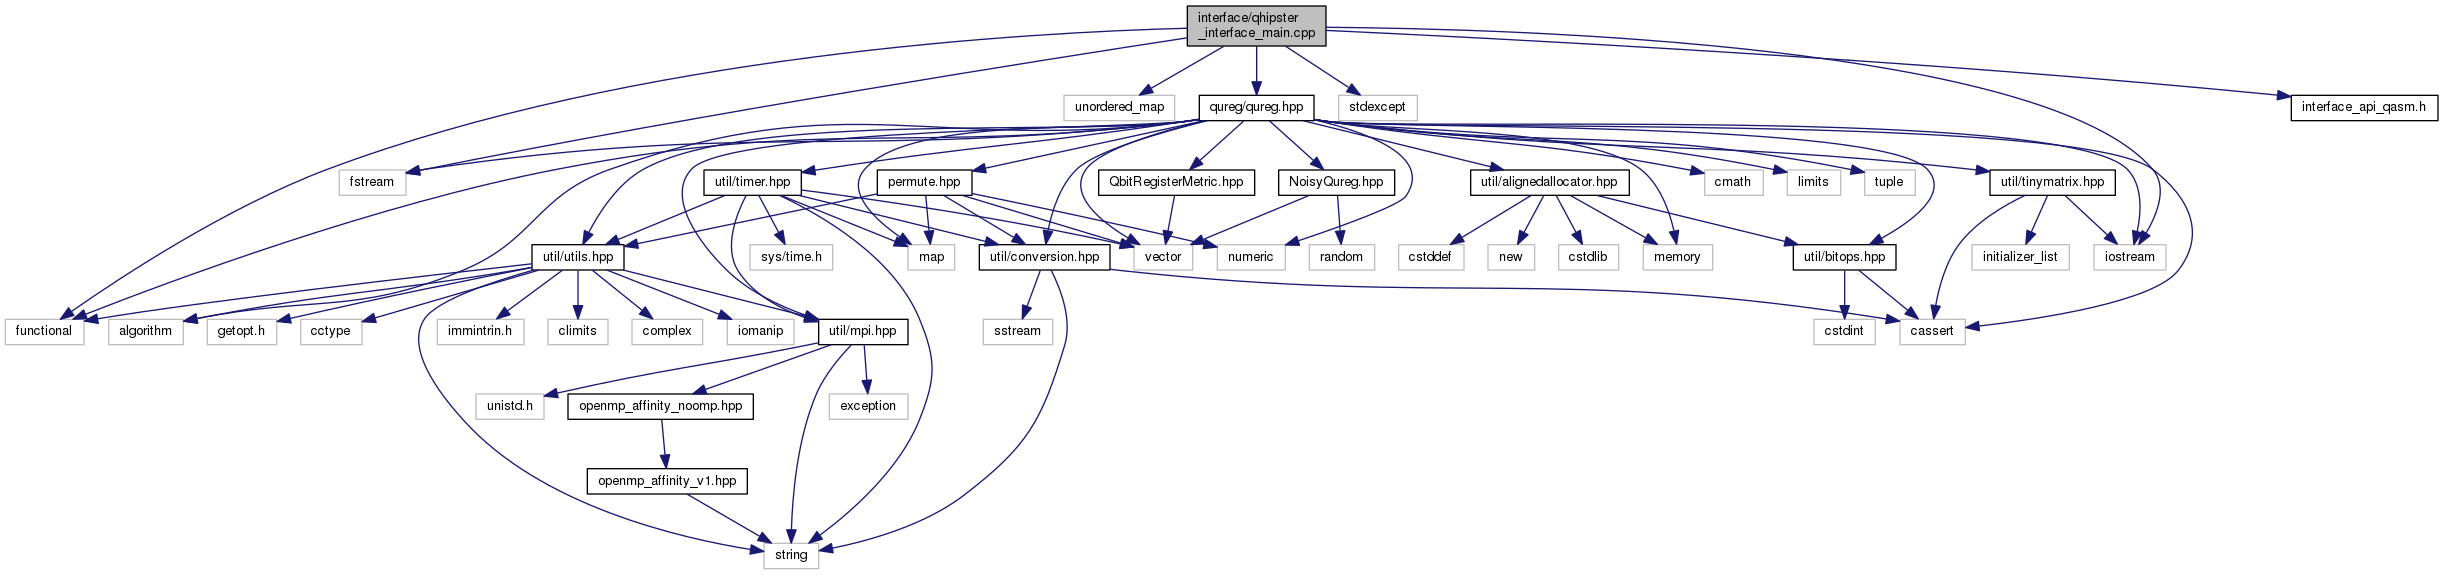 interface/qhipster
_interface_main.cpp
unordered_map
qureg/qureg.hpp
stdexcept
interface_api_qasm.h
fstream
util/timer.hpp
permute.hpp
QbitRegisterMetric.hpp
NoisyQureg.hpp
util/alignedallocator.hpp
cmath
limits
tuple
util/tinymatrix.hpp
util/utils.hpp
sys/time.h
map
util/conversion.hpp
vector
numeric
random
cstddef
new
cstdlib
memory
util/bitops.hpp
initializer_list
iostream
functional
algorithm
getopt.h
cctype
immintrin.h
climits
complex
iomanip
util/mpi.hpp
sstream
cstdint
cassert
unistd.h
openmp_affinity_noomp.hpp
exception
openmp_affinity_v1.hpp
string